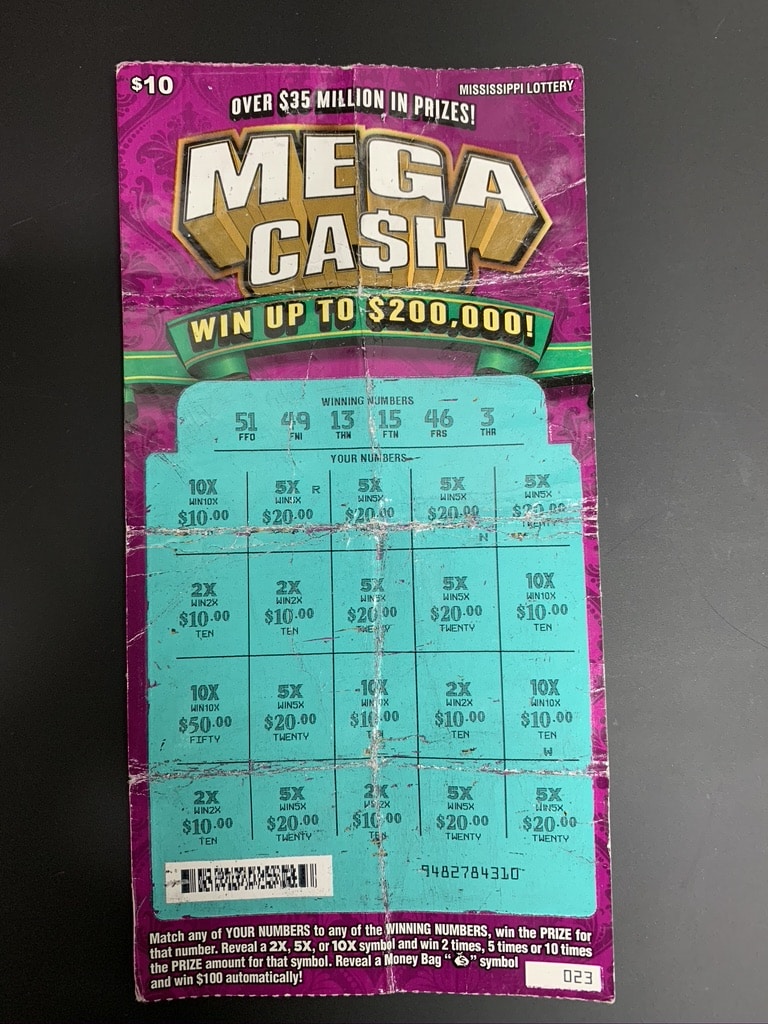 $10
MISSISSIPPI LOTTERY
OVER $35 MILLION IN PRIZES!
MEGA
CA$H
WIN UP TO $200,000!
WINNING NUMBERS
51 49 13 15 46 3
FFO FNI THN FTN FRS THR
YOUR NUMBERS
10X 5X R 5X 5X 5X
WIN10X WIN5X WIN5X WIN5X WIN5X
$10.00 $20.00 $20.00 $20.00 $20.00
N
2X 2X 5X 5X 10X
WIN2X WIN2X WIN5X WIN5X WIN10X
$10.00 $10.00 $20.00 $20.00 $10.00
TEN TEN TWENTY TWENTY TEN
10X 5X 10X 2X 10X
WIN10X WIN5X WIN10X WIN2X WIN10X
$50.00 $20.00 $10.00 $10.00 $10.00
FIFTY TWENTY TEN TEN TEN
W
2X 5X 2X 5X 5X
WIN2X WIN5X WIN2X WIN5X WIN5X
$10.00 $20.00 $10.00 $20.00 $20.00
TEN TWENTY TEN TWENTY TWENTY
9482784310
Match any of YOUR NUMBERS to any of the WINNING NUMBERS, win the PRIZE for
that number. Reveal a 2X, 5X, or 10X symbol and win 2 times, 5 times or 10 times
the PRIZE amount for that symbol. Reveal a Money Bag "💰" symbol
and win $100 automatically!
023